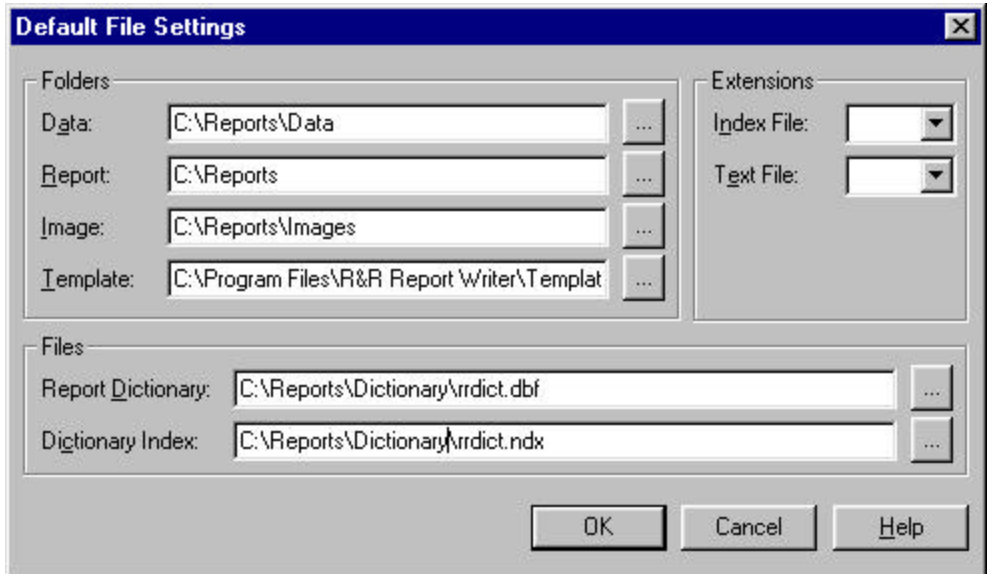 Default File Settings
Folders
Data: C:\Reports\Data ...
Report: C:\Reports ...
Image: C:\Reports\Images ...
Template: C:\Program Files\R&R Report Writer\Templat ...
Extensions
Index File:
Text File:
Files
Report Dictionary: C:\Reports\Dictionary\rrdict.dbf ...
Dictionary Index: C:\Reports\Dictionary\rrdict.ndx ...
OK Cancel Help